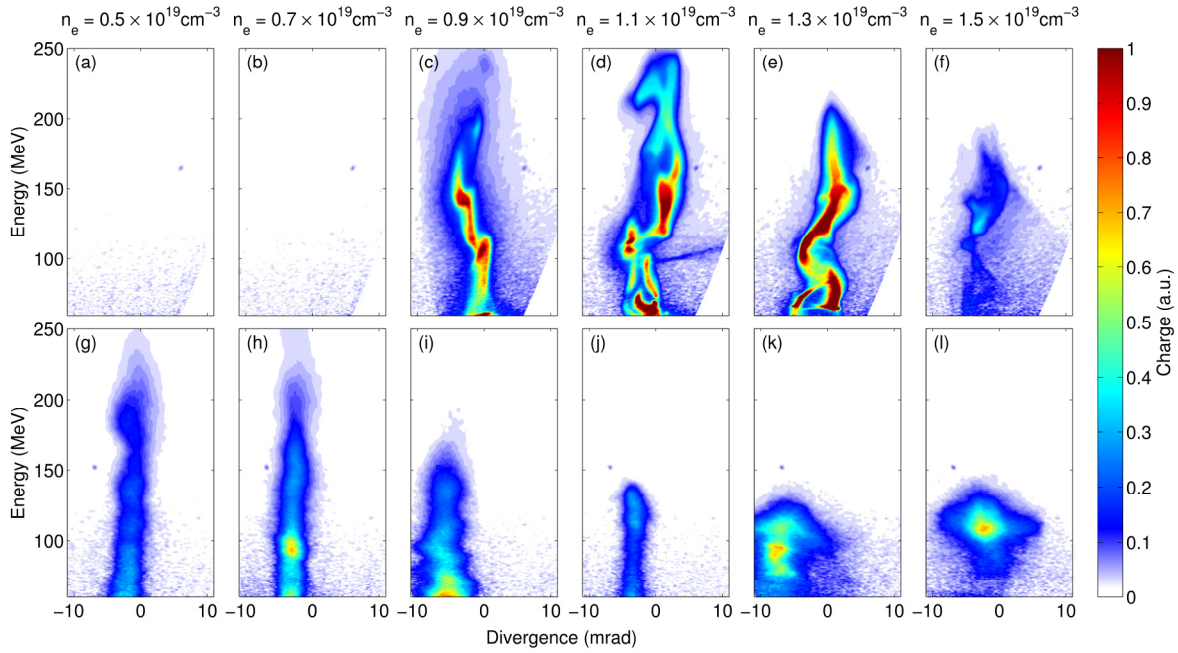 n_e = 0.5 × 10^19 cm^−3 n_e = 0.7 × 10^19 cm^−3 n_e = 0.9 × 10^19 cm^−3 n_e = 1.1 × 10^19 cm^−3 n_e = 1.3 × 10^19 cm^−3 n_e = 1.5 × 10^19 cm^−3
(a) (b) (c) (d) (e) (f)
250
200
150
100
Energy (MeV)
(g) (h) (i) (j) (k) (l)
250
200
150
100
Energy (MeV)
−10 0 10 −10 0 10 −10 0 10 −10 0 10 −10 0 10 −10 0 10
Divergence (mrad)
1
0.9
0.8
0.7
0.6
0.5
0.4
0.3
0.2
0.1
0
Charge (a.u.)